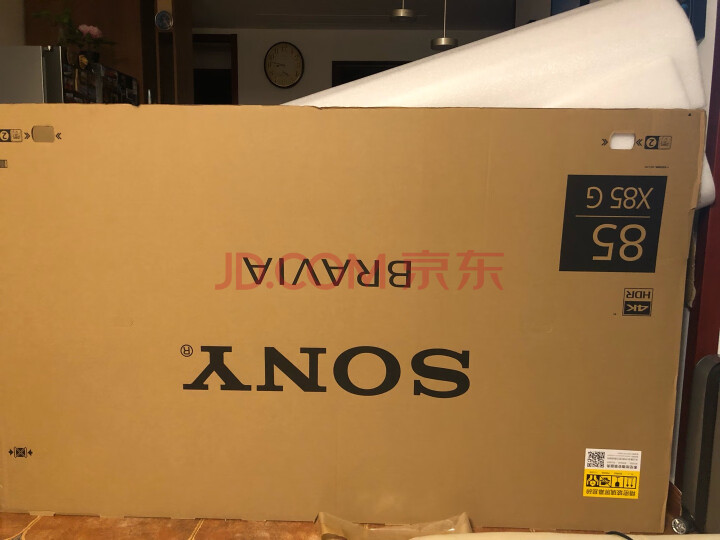 SONY®
BRAVIA
4K
HDR
85
X85 G
JD.COM 京东